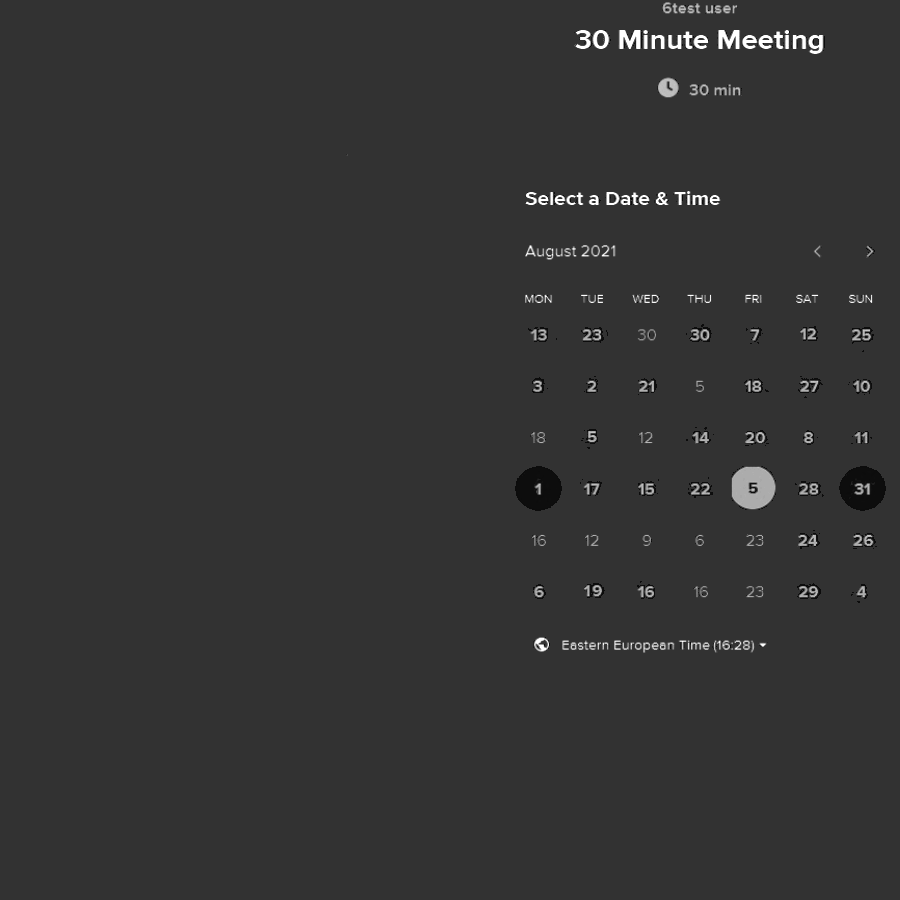 6test user
30 Minute Meeting
30 min
Select a Date & Time
August 2021
MON TUE WED THU FRI SAT SUN
13 23 30 30 7 12 25
3 2 21 5 18 27 10
18 5 12 14 20 8 11
1 17 15 22 5 28 31
16 12 9 6 23 24 26
6 19 16 16 23 29 4
Eastern European Time (16:28)